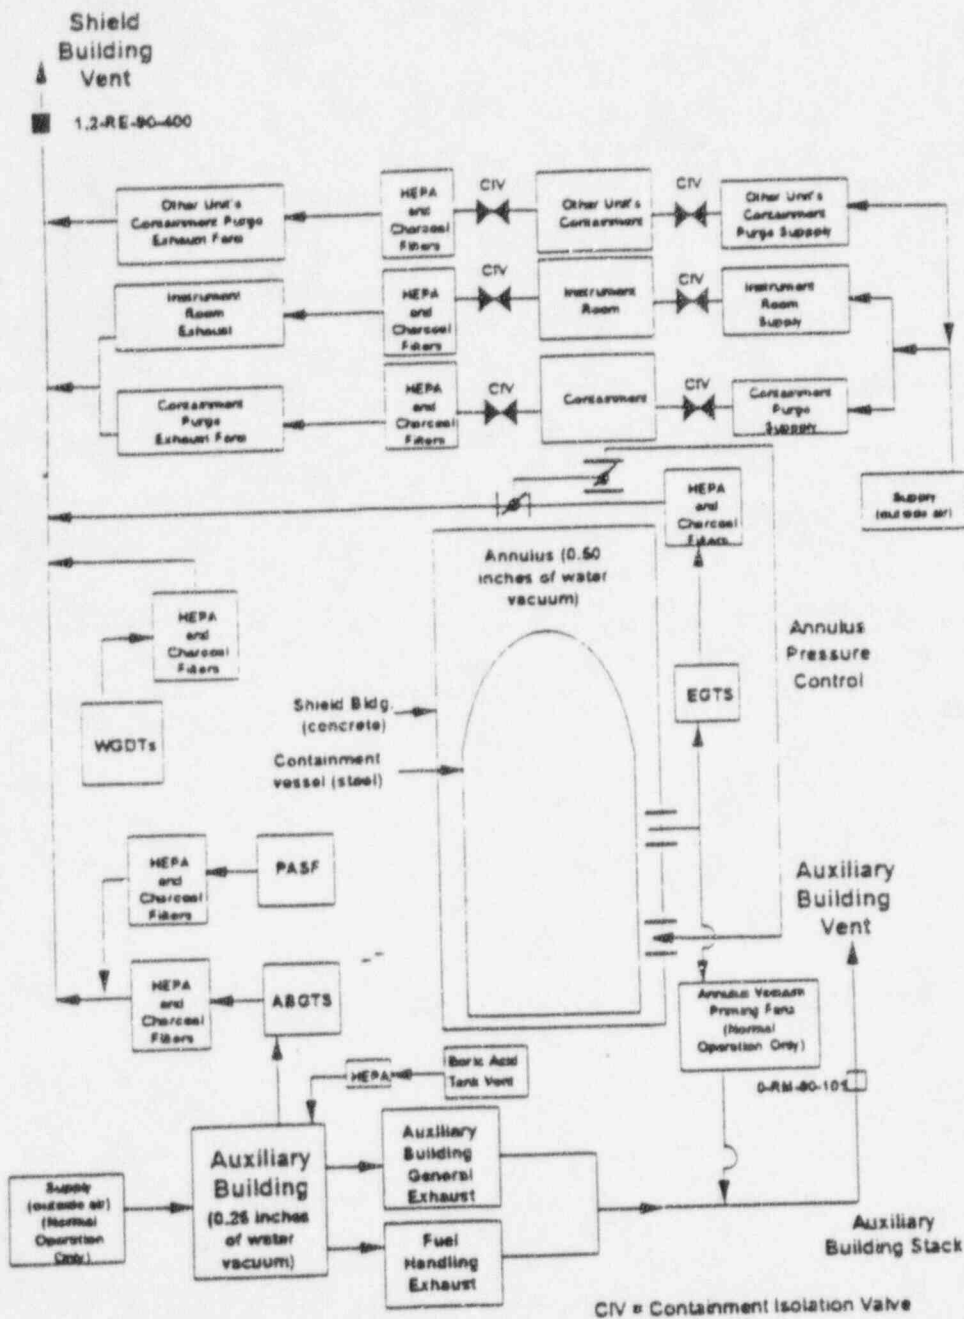 Shield
Building
Vent
1,2-RE-90-400
Other Unit's
Containment Purge
Exhaust Fans
HEPA
and
Charcoal
Filters
CIV
Other Unit's
Containment
CIV
Other Unit's
Containment
Purge Suppply
Instrument
Room
Exhaust
HEPA
and
Charcoal
Filters
CIV
Instrument
Room
CIV
Instrument
Room
Supply
Containment
Purge
Exhaust Fans
HEPA
and
Charcoal
Filters
CIV
Containment
CIV
Containment
Purge
Supply
HEPA
and
Charcoal
Filters
Supply
(outside air)
Annulus (0.50
inches of water
vacuum)
HEPA
and
Charcoal
Filters
Annulus
Pressure
Control
EGTS
Shield Bldg.
(concrete)
WGDTs
Containment
vessel (steel)
HEPA
and
Charcoal
Filters
PASF
Auxiliary
Building
Vent
HEPA
and
Charcoal
Filters
ABGTS
Annulus Vacuum
Priming Fans
(Normal
Operation Only)
HEPA
Boric Acid
Tank Vent
0-RM-90-101
Supply
(outside air)
(Normal
Operation
Only)
Auxiliary
Building
(0.25 inches
of water
vacuum)
Auxiliary
Building
General
Exhaust
Fuel
Handling
Exhaust
Auxiliary
Building Stack
CIV = Containment Isolation Valve